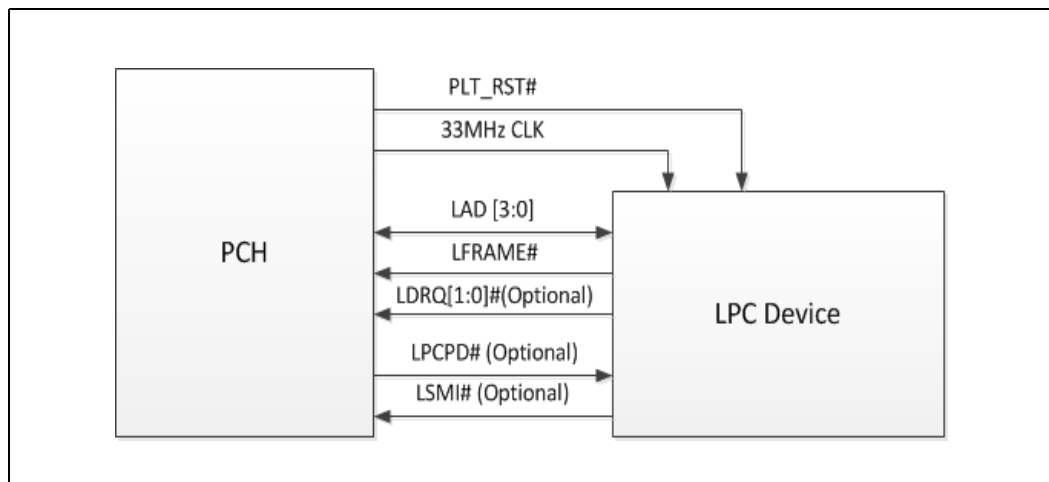 PLT_RST#
33MHz CLK
LAD [3:0]
PCH
LFRAME#
LDRQ[1:0]#(Optional)
LPC Device
LPCPD# (Optional)
LSMI# (Optional)